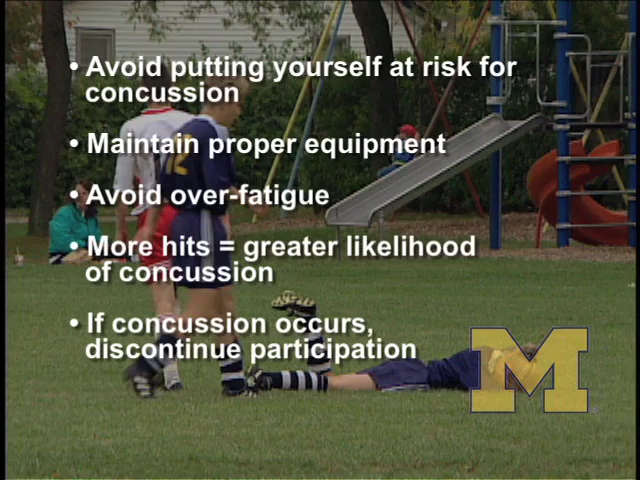 • Avoid putting yourself at risk for
concussion
• Maintain proper equipment
• Avoid over-fatigue
• More hits = greater likelihood
of concussion
• If concussion occurs,
discontinue participation
2
M